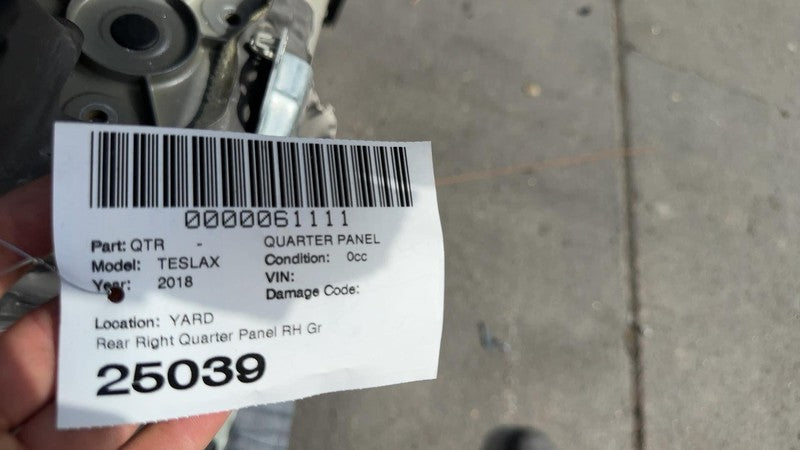 0000061111
Part: QTR - QUARTER PANEL
Model: TESLAX Condition: 0cc
Year: 2018 VIN:
Damage Code:
Location: YARD
Rear Right Quarter Panel RH Gr
25039